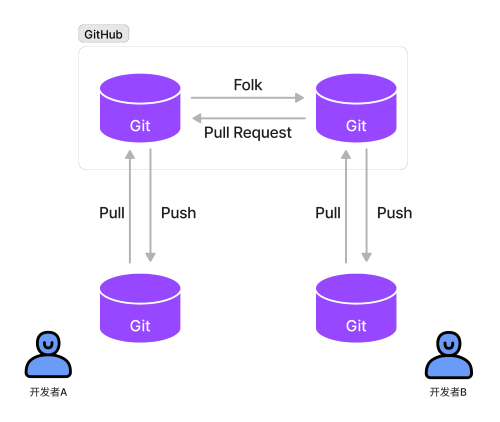 GitHub
Folk
Git
Git
Pull Request
Pull
Push
Pull
Push
Git
Git
开发者A
开发者B